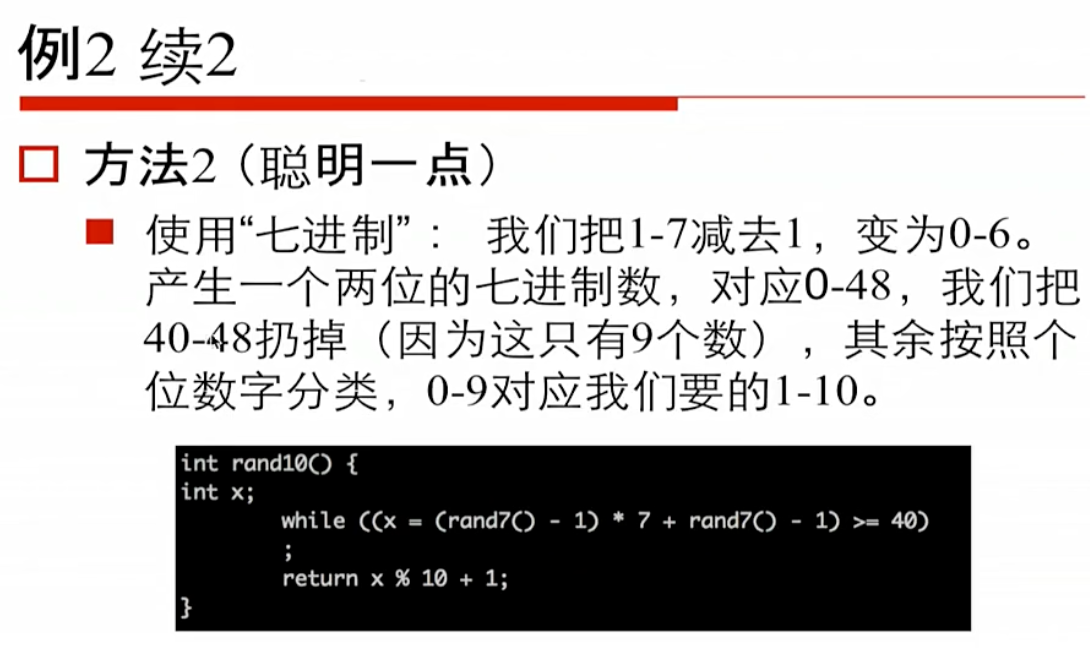 例2 续2
方法2（聪明一点）
使用“七进制”： 我们把1-7减去1，变为0-6。
产生一个两位的七进制数，对应0-48，我们把
40-48扔掉（因为这只有9个数），其余按照个
位数字分类，0-9对应我们要的1-10。
int rand10() {
int x;
while ((x = (rand7() - 1) * 7 + rand7() - 1) >= 40)
;
return x % 10 + 1;
}